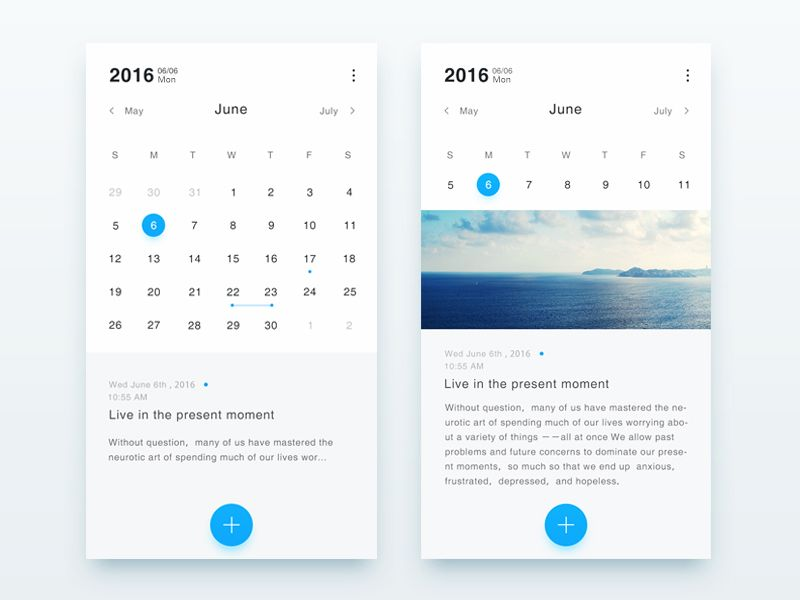 2016 06/06
Mon
May June July
S M T W T F S
29 30 31 1 2 3 4
5 6 7 8 9 10 11
12 13 14 15 16 17 18
19 20 21 22 23 24 25
26 27 28 29 30 1 2
Wed June 6th , 2016
10:55 AM
Live in the present moment
Without question, many of us have mastered the
neurotic art of spending much of our lives wor...
2016 06/06
Mon
May June July
S M T W T F S
5 6 7 8 9 10 11
Wed June 6th , 2016
10:55 AM
Live in the present moment
Without question, many of us have mastered the ne-
urotic art of spending much of our lives worrying abo-
ut a variety of things ——all at once We allow past
problems and future concerns to dominate our prese-
nt moments, so much so that we end up anxious,
frustrated, depressed, and hopeless.